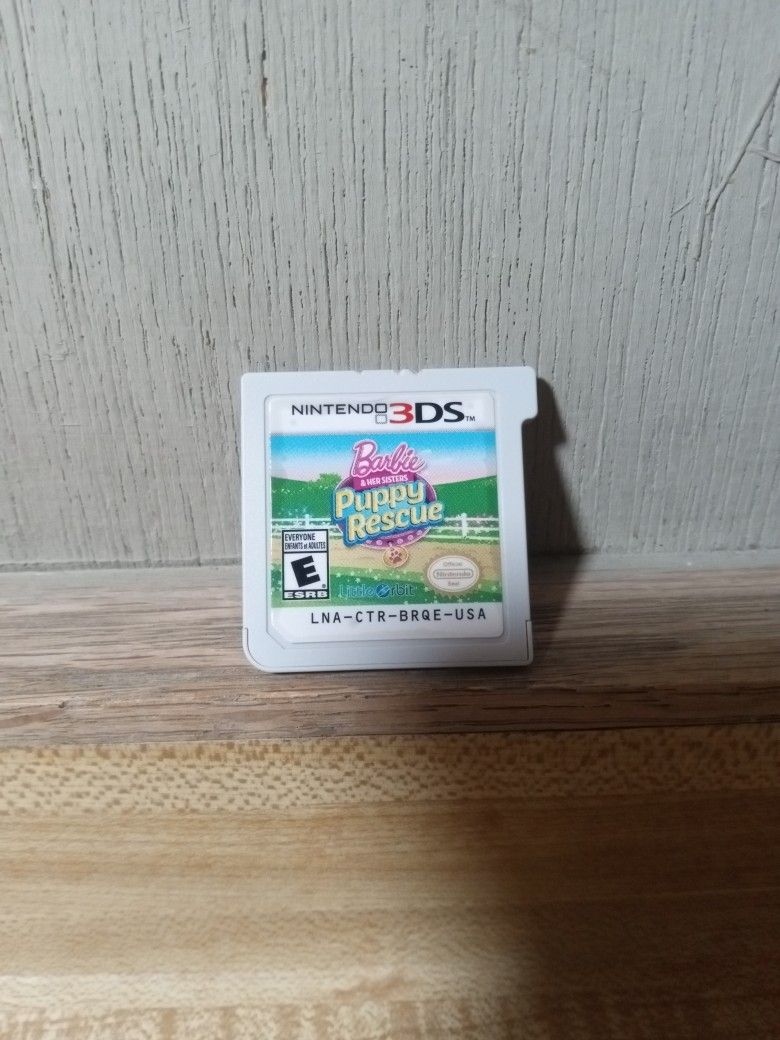 NINTENDO 3DS™
Barbie
& HER SISTERS
Puppy
Rescue
EVERYONE
ENFANTS et ADULTES
E
ESRB
Little Orbit
Official
Nintendo
Seal
LNA-CTR-BRQE-USA